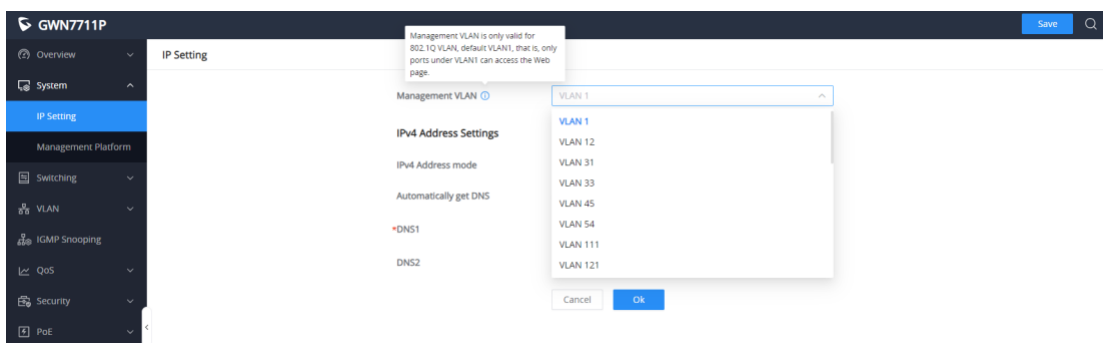 GWN7711P
Save
Overview
System
IP Setting
Management Platform
Switching
VLAN
IGMP Snooping
QoS
Security
PoE
IP Setting
Management VLAN is only valid for
802.1Q VLAN, default VLAN1, that is, only
ports under VLAN1 can access the Web
page.
Management VLAN
VLAN 1
VLAN 1
VLAN 12
VLAN 31
VLAN 33
VLAN 45
VLAN 54
VLAN 111
VLAN 121
IPv4 Address Settings
IPv4 Address mode
Automatically get DNS
*DNS1
DNS2
Cancel
Ok